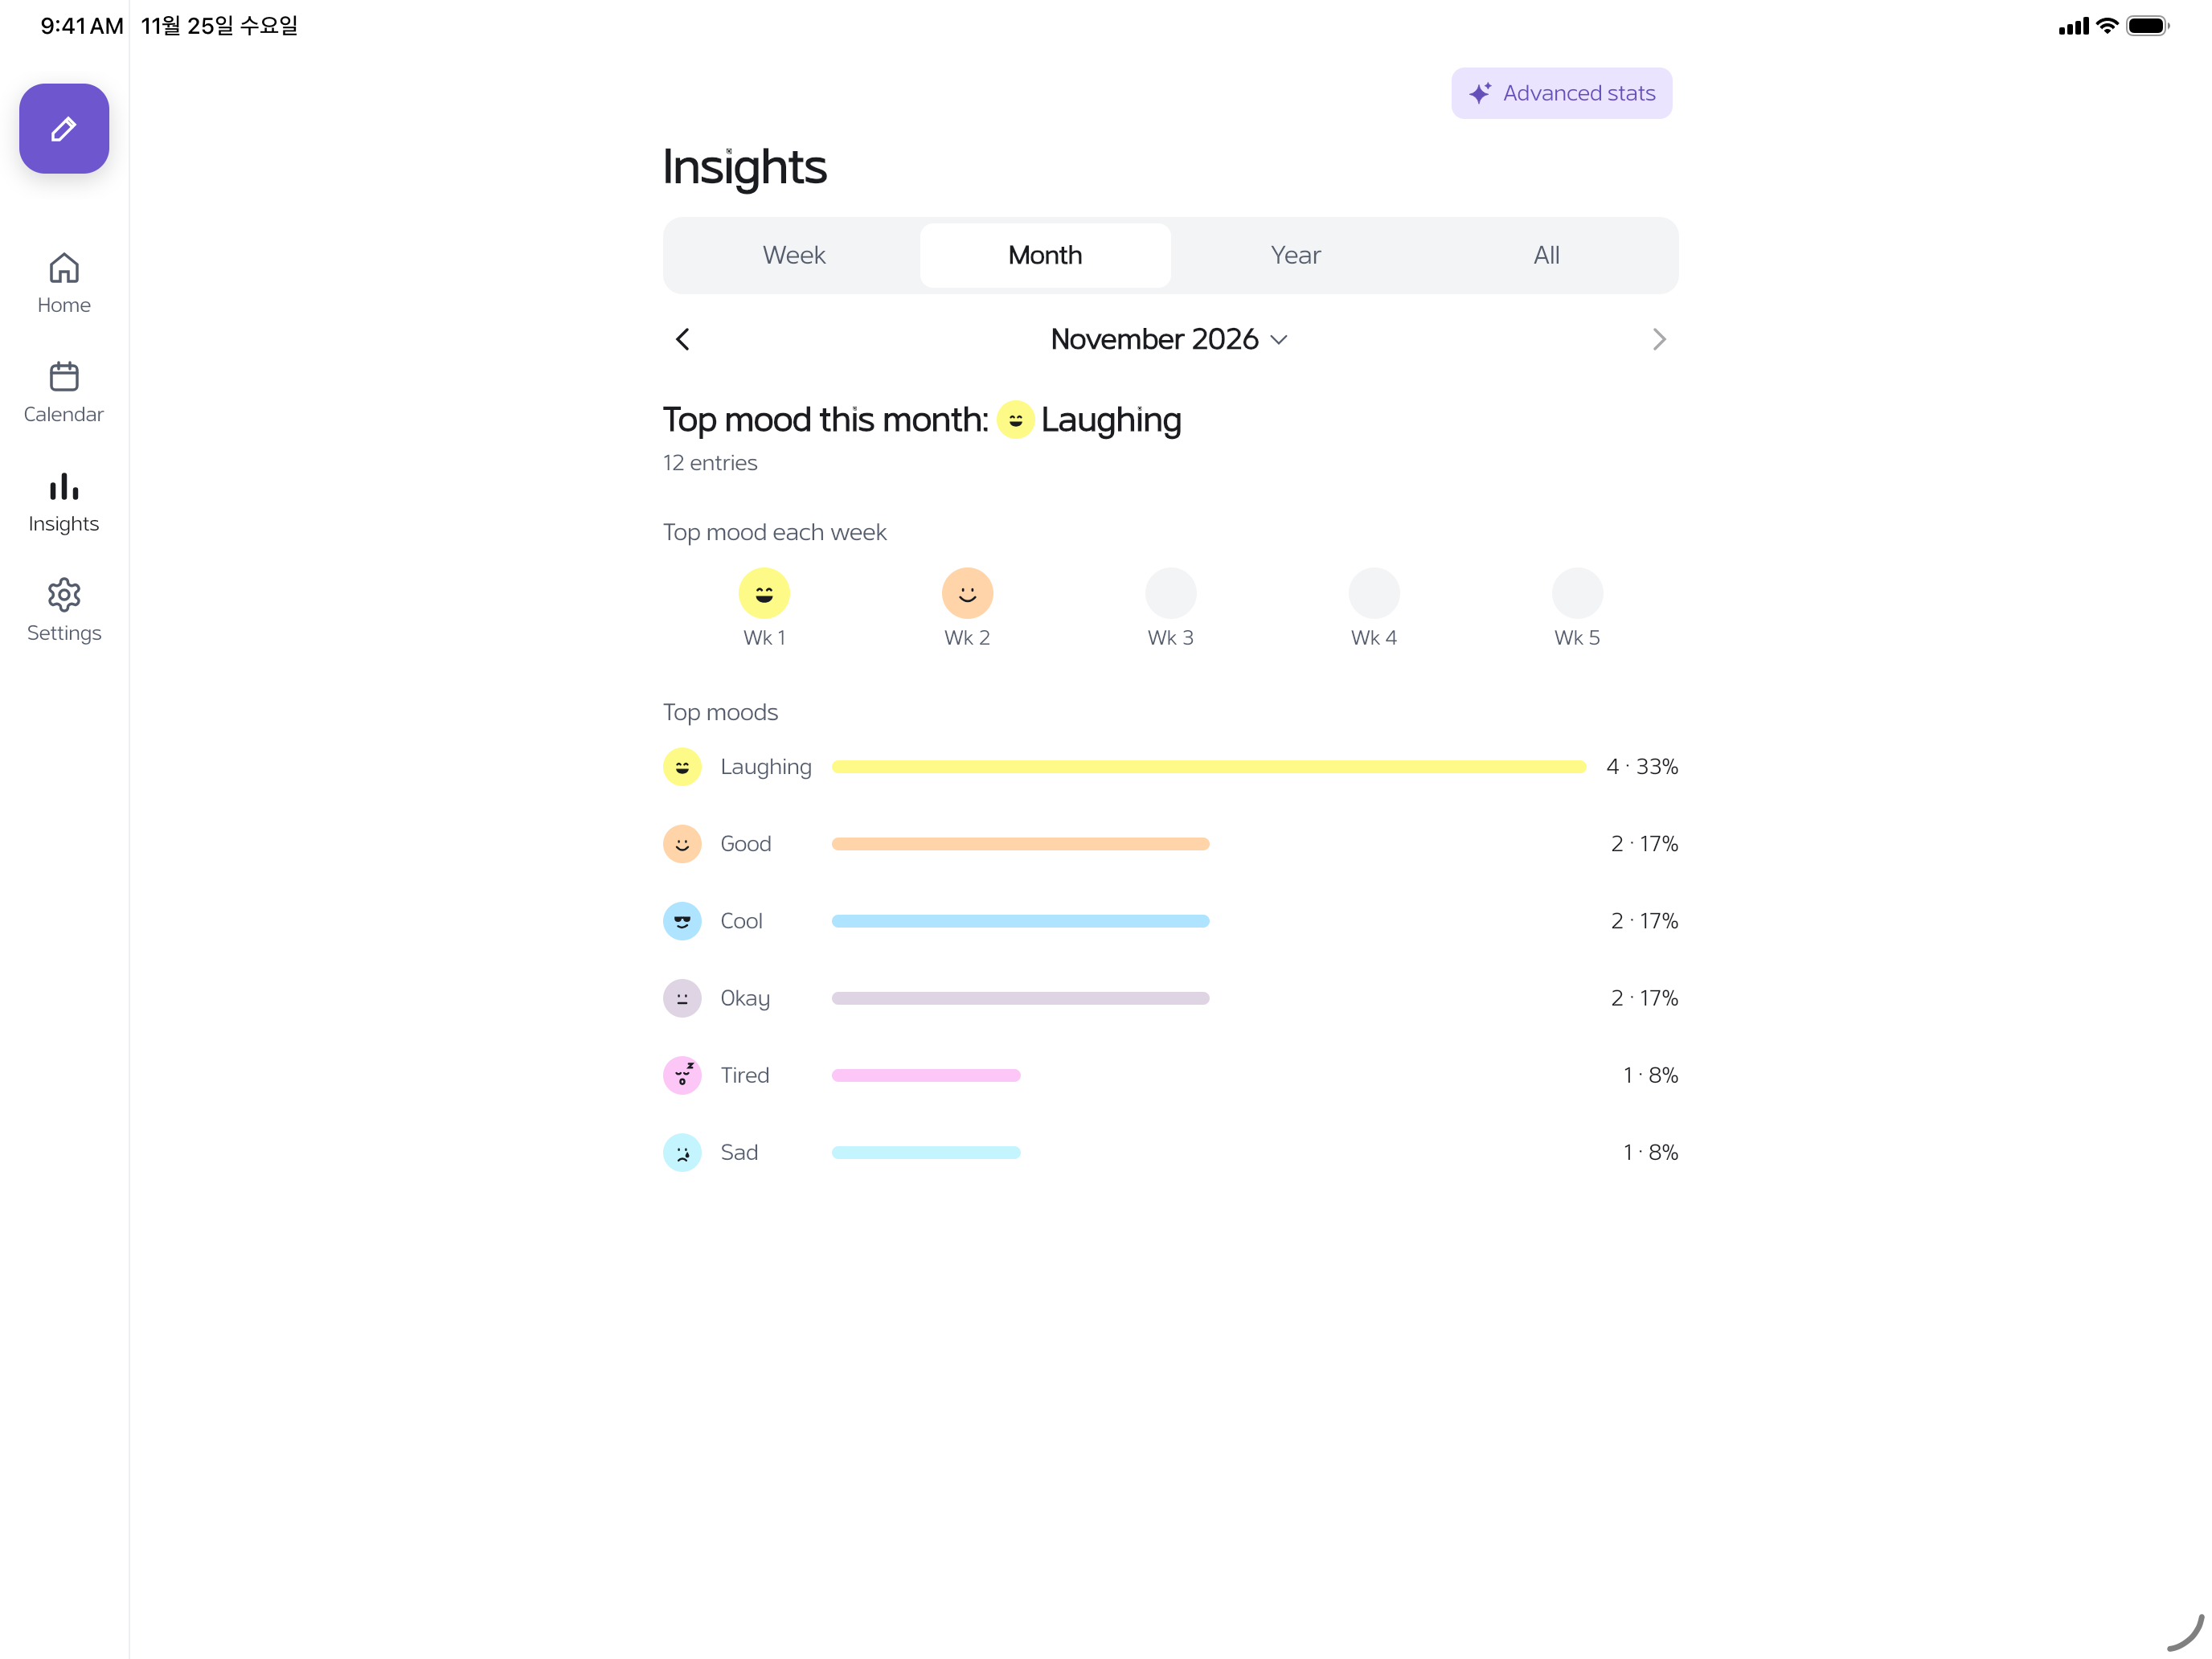 9:41 AM 11월 25일 수요일
Advanced stats
Insights
Week Month Year All
November 2026
Top mood this month: Laughing
12 entries
Top mood each week
Wk 1 Wk 2 Wk 3 Wk 4 Wk 5
Top moods
Laughing 4 · 33%
Good 2 · 17%
Cool 2 · 17%
Okay 2 · 17%
Tired 1 · 8%
Sad 1 · 8%
Home
Calendar
Insights
Settings